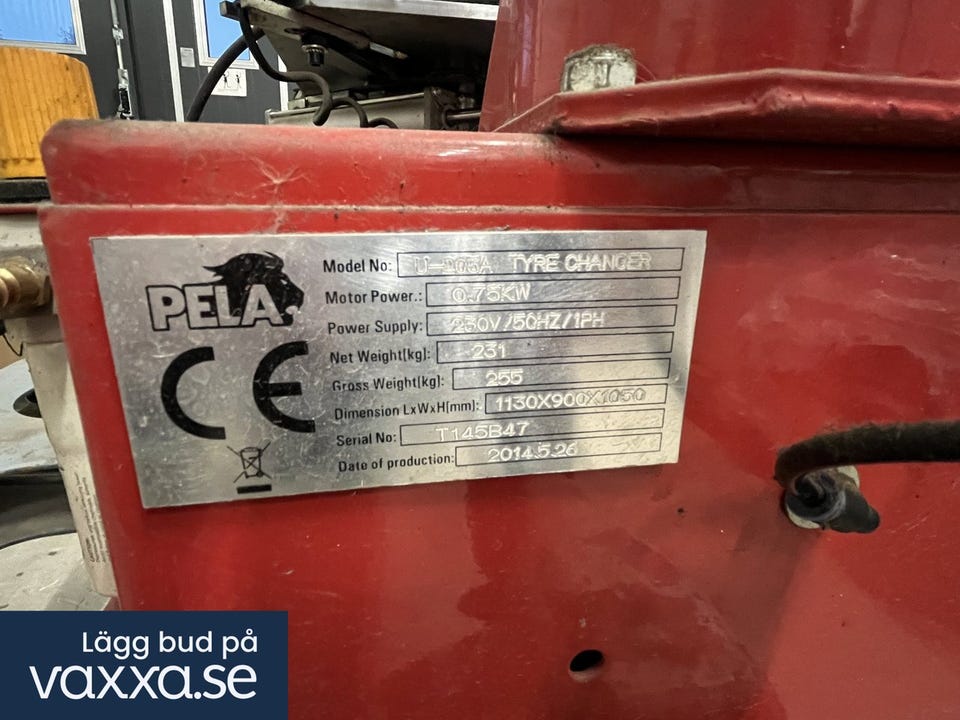 PELA
CE
Model No: U-206A TYRE CHANGER
Motor Power.: 0.75KW
Power Supply: 230V/50HZ/1PH
Net Weight(kg): 231
Gross Weight(kg): 255
Dimension LxWxH(mm): 1130X900X1050
Serial No: T145B47
Date of production: 2014.5.26
Lägg bud på
vaxxa.se